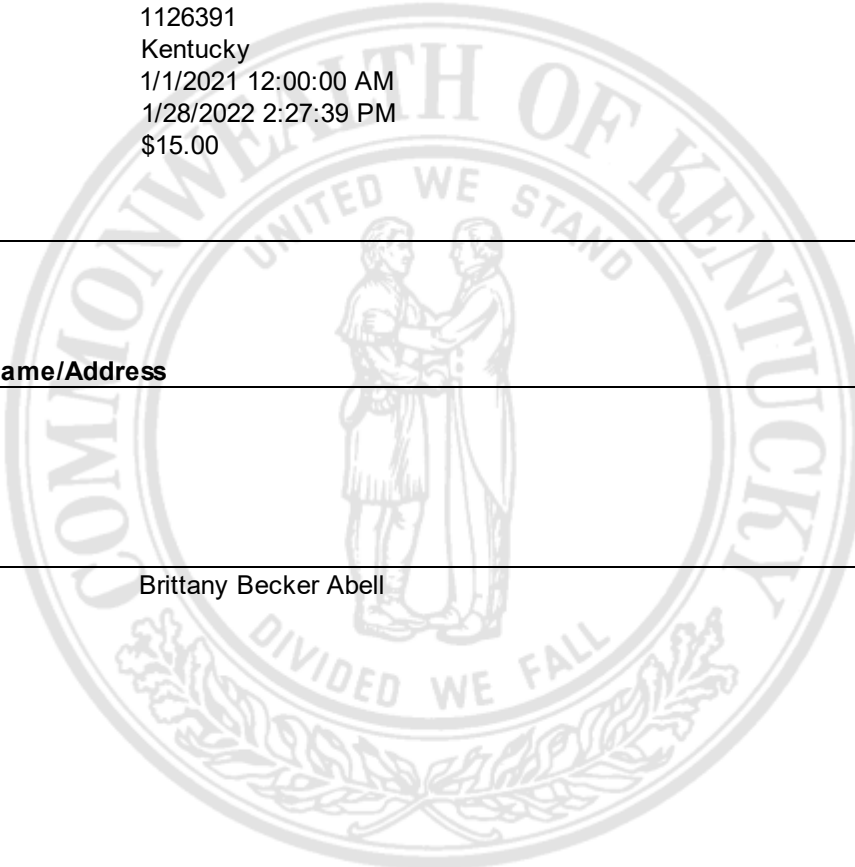 1126391
Kentucky
1/1/2021 12:00:00 AM
1/28/2022 2:27:39 PM
$15.00
COMMONWEALTH OF KENTUCKY
UNITED WE STAND
ame/Address
Brittany Becker Abell
DIVIDED WE FALL